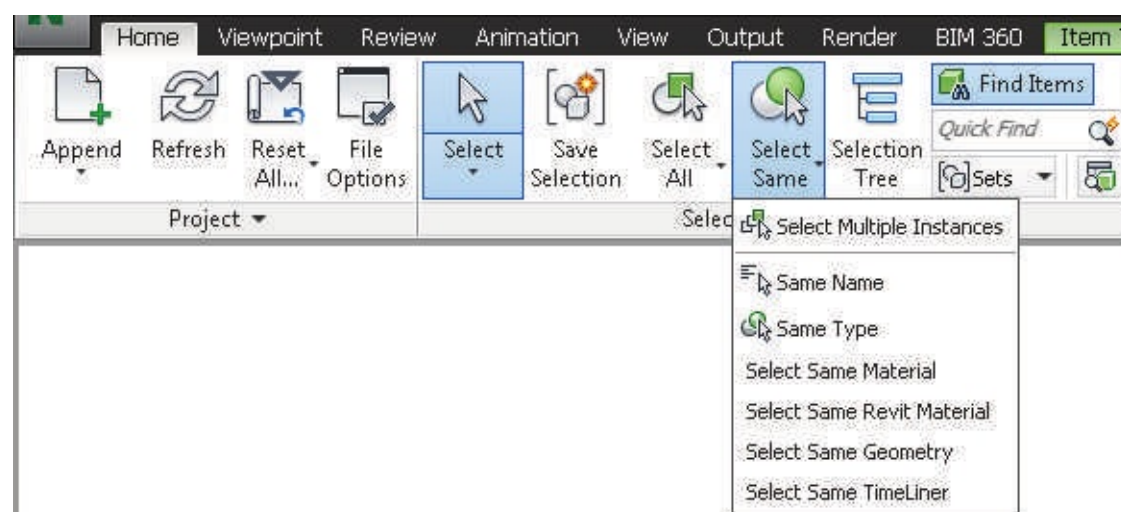 Home Viewpoint Review Animation View Output Render BIM 360 Item
Append Refresh Reset All... File Options Select Save Selection Select All Select Same Selection Tree
Find Items
Quick Find
Sets
Project
Selec
Select Multiple Instances
Same Name
Same Type
Select Same Material
Select Same Revit Material
Select Same Geometry
Select Same TimeLiner